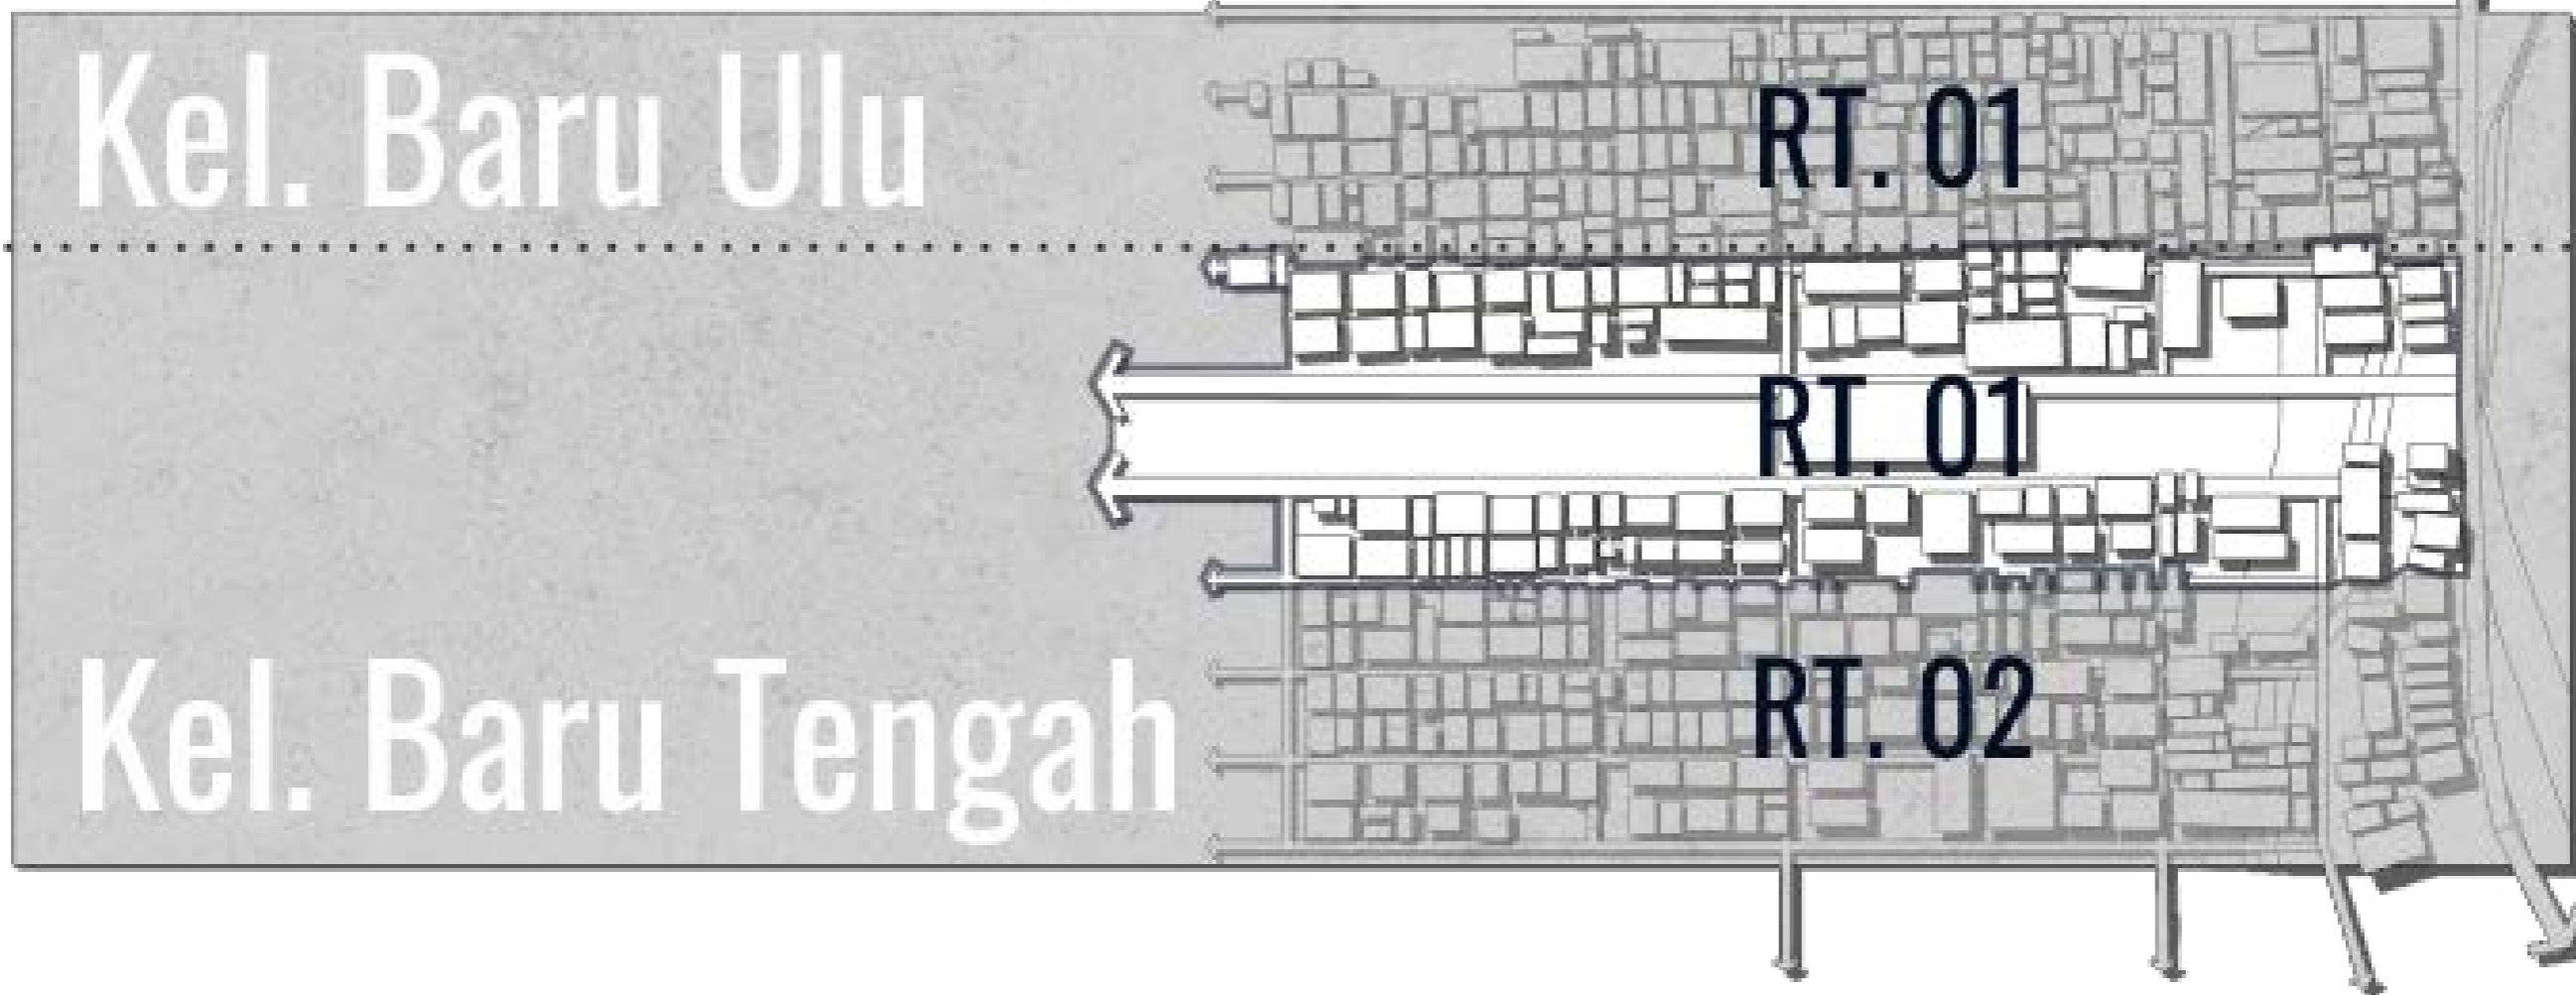 Kel. Baru Ulu
RT. 01
RT. 01
Kel. Baru Tengah
RT. 02